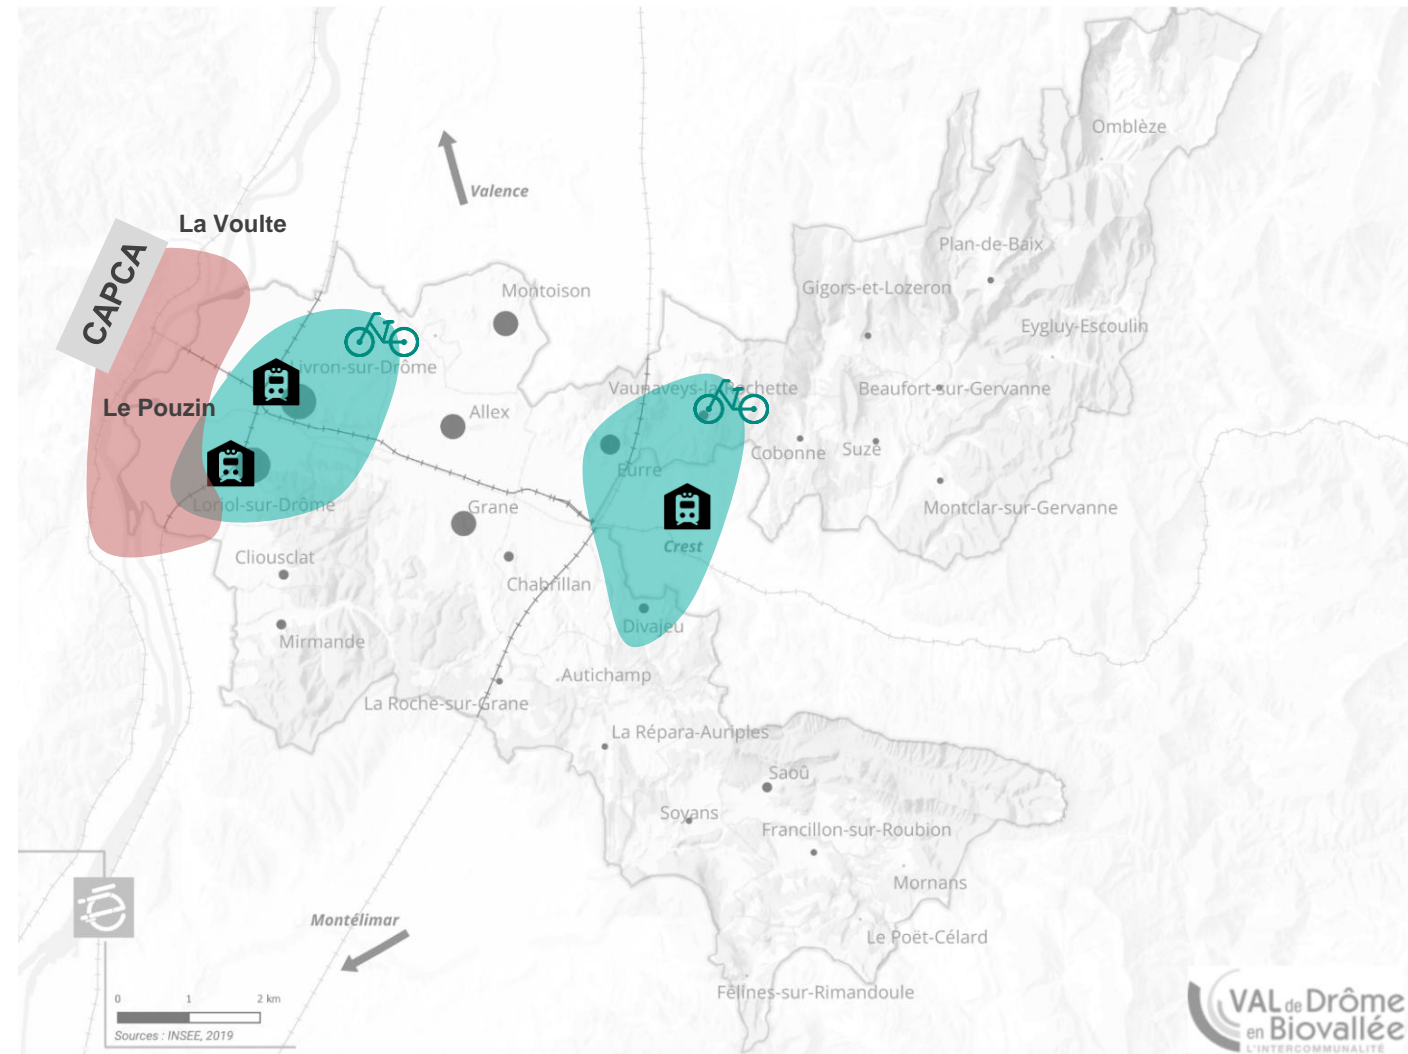 Omblèze
Valence
La Voulte
Plan-de-Baix
CAPCA
Montoison
Gigors-et-Lozeron
Eygluy-Escoulin
Livron-sur-Drôme
Vaunaveys-la-Rochette
Beaufort-sur-Gervanne
Le Pouzin
Allex
Cobonne
Suze
Eurre
Loriol-sur-Drôme
Grane
Montclar-sur-Gervanne
Crest
Cliousclat
Chabrillan
Divajeu
Mirmande
Autichamp
La Roche-sur-Grane
La Répara-Auriples
Saoû
Soyans
Francillon-sur-Roubion
Mornans
Montélimar
Le Poët-Célard
Félines-sur-Rimandoule
0 1 2 km
Sources : INSEE, 2019
VAL de Drôme
en Biovallée
L'INTERCOMMUNALITÉ